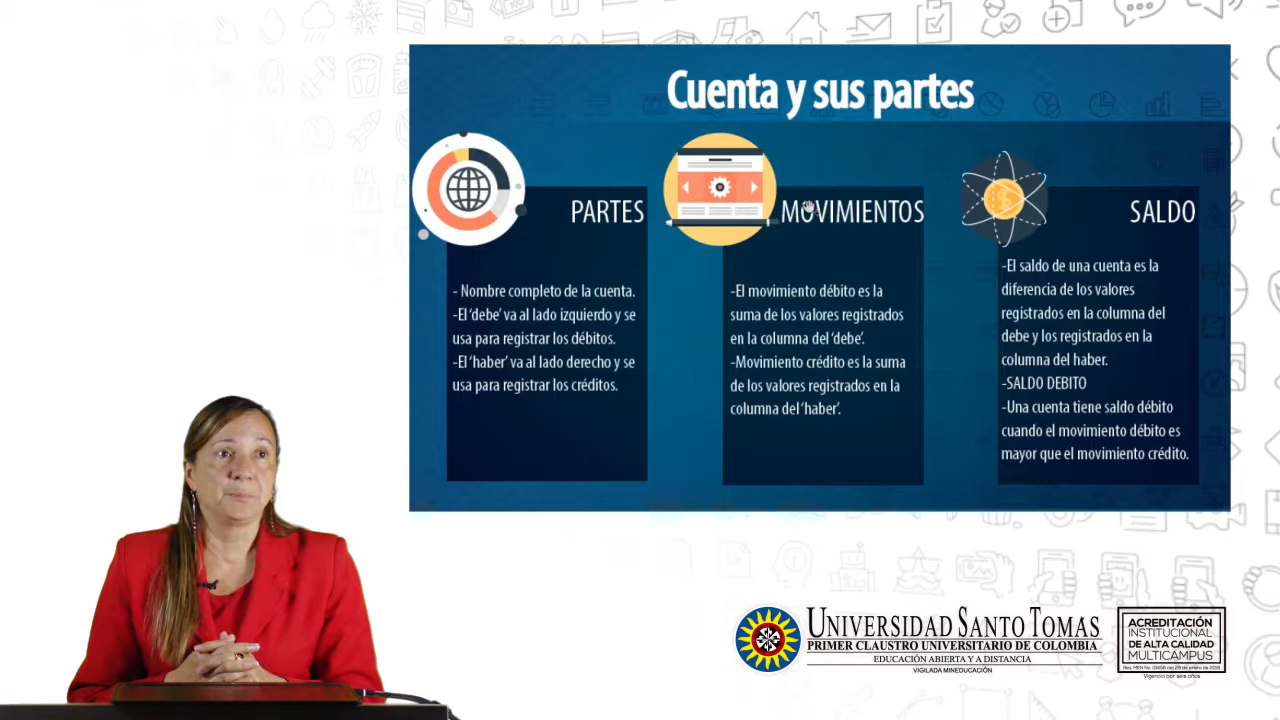 Cuenta y sus partes
PARTES
- Nombre completo de la cuenta.
-El 'debe' va al lado izquierdo y se
usa para registrar los débitos.
-El 'haber' va al lado derecho y se
usa para registrar los créditos.
MOVIMIENTOS
-El movimiento débito es la
suma de los valores registrados
en la columna del 'debe'.
-Movimiento crédito es la suma
de los valores registrados en la
columna del 'haber'.
SALDO
-El saldo de una cuenta es la
diferencia de los valores
registrados en la columna del
debe y los registrados en la
columna del haber.
-SALDO DEBITO
-Una cuenta tiene saldo débito
cuando el movimiento débito es
mayor que el movimiento crédito.
UNIVERSIDAD SANTO TOMAS
PRIMER CLAUSTRO UNIVERSITARIO DE COLOMBIA
EDUCACIÓN ABIERTA Y A DISTANCIA
VIGILADA MINEDUCACIÓN
ACREDITACIÓN
INSTITUCIONAL
DE ALTA CALIDAD
MULTICAMPUS
Vigencia por seis años